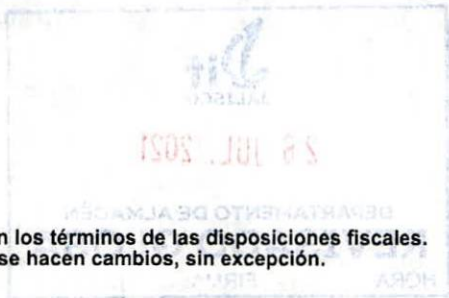 Dif
JALISCO
26 JUL. 2021
DEPARTAMENTO DE ALMACÉN
n los términos de las disposiciones fiscales.
se hacen cambios, sin excepción.
HORA FIRMA